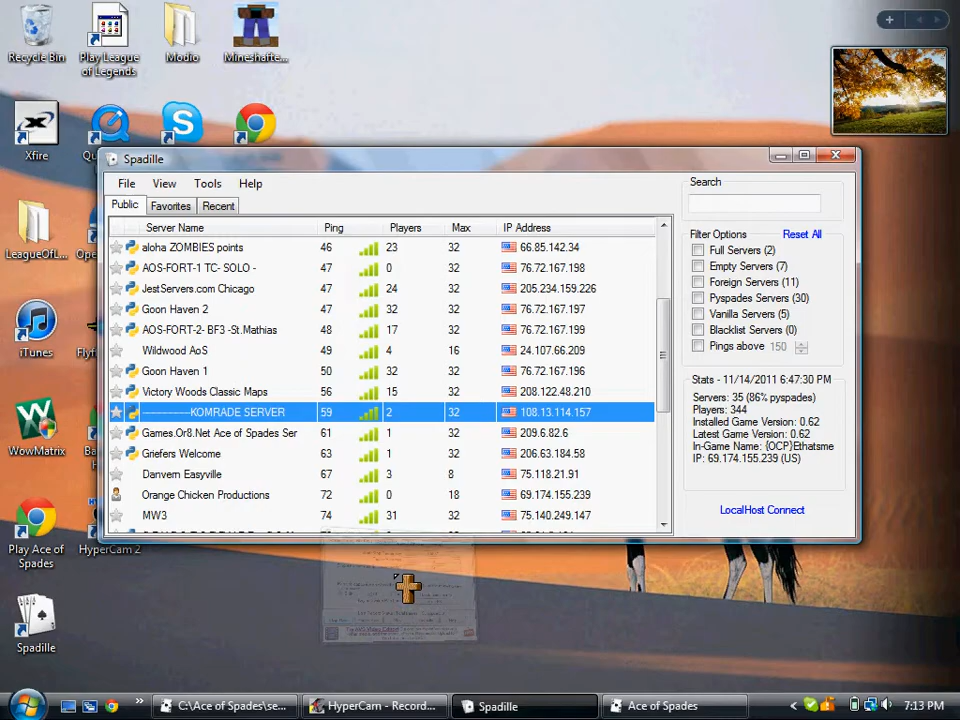 Recycle Bin
Play League of Legends
Modio
Mineshafte...
Xfire
LeagueOfL...
iTunes
WowMatrix
Play Ace of Spades
HyperCam 2
Spadille
Spadille
File View Tools Help
Public Favorites Recent
Server Name Ping Players Max IP Address
aloha ZOMBIES points 46 23 32 66.85.142.34
AOS-FORT-1 TC- SOLO - 47 0 32 76.72.167.198
JestServers.com Chicago 47 24 32 205.234.159.226
Goon Haven 2 47 32 32 76.72.167.197
AOS-FORT-2- BF3 -St.Mathias 48 17 32 76.72.167.199
Wildwood AoS 49 4 16 24.107.66.209
Goon Haven 1 50 32 32 76.72.167.196
Victory Woods Classic Maps 56 15 32 208.122.48.210
----------------KOMRADE SERVER 59 2 32 108.13.114.157
Games.Or8.Net Ace of Spades Ser 61 1 32 209.6.82.6
Griefers Welcome 63 1 32 206.63.184.58
Danvern Easyville 67 3 8 75.118.21.91
Orange Chicken Productions 72 0 18 69.174.155.239
MW3 74 31 32 75.140.249.147
Search
Filter Options Reset All
Full Servers (2)
Empty Servers (7)
Foreign Servers (11)
Pyspades Servers (30)
Vanilla Servers (5)
Blacklist Servers (0)
Pings above 150
Stats - 11/14/2011 6:47:30 PM
Servers: 35 (86% pyspades)
Players: 344
Installed Game Version: 0.62
Latest Game Version: 0.62
In-Game Name: {OCP}Ethatsme
IP: 69.174.155.239 (US)
LocalHost Connect
C:\Ace of Spades\se... HyperCam - Record... Spadille Ace of Spades 7:13 PM